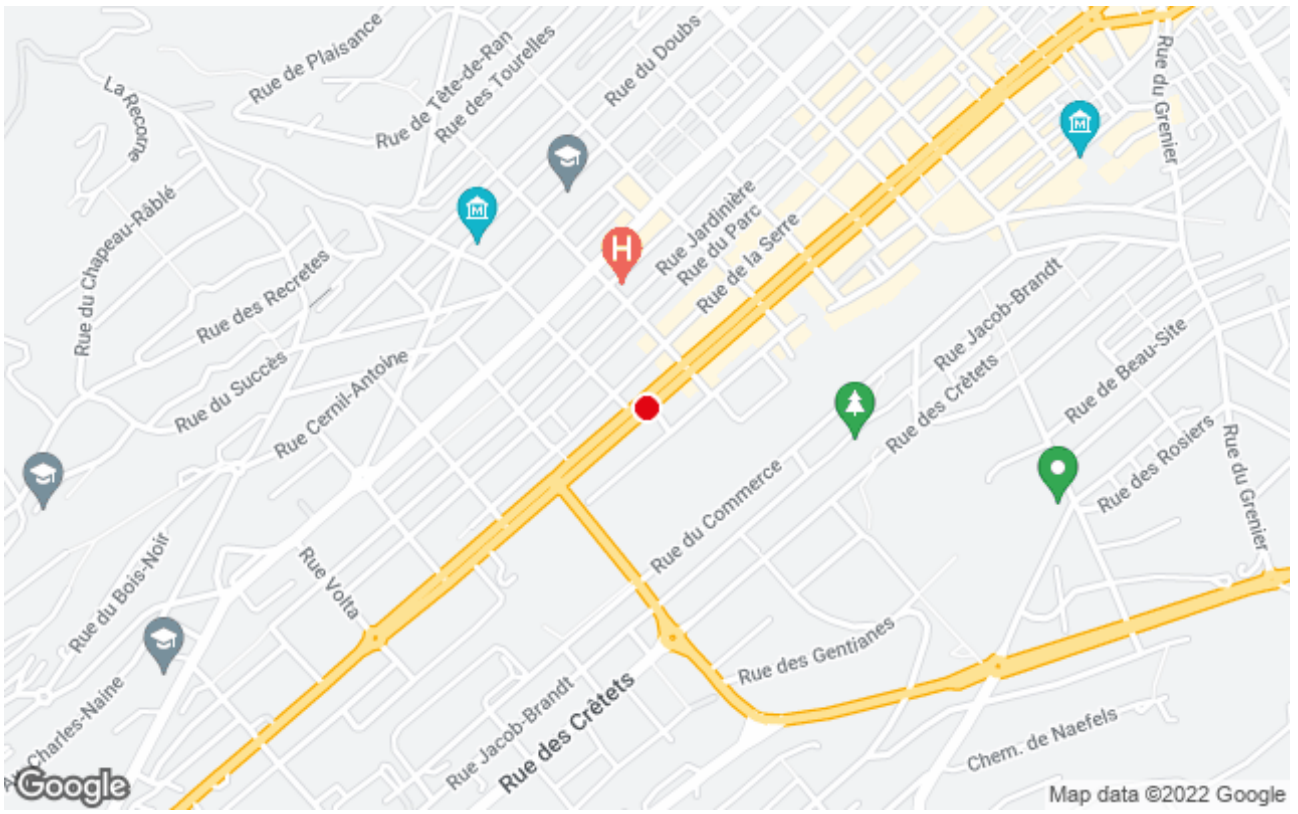 Rue de Plaisance
Rue de Tête-de-Ran
Rue des Tourelles
Rue du Doubs
La Recorne
Rue du Grenier
Rue du Chapeau-Râblé
Rue des Recretes
M
M
H
Rue Jardinière
Rue du Parc
Rue de la Serre
Rue Jacob-Brandt
Rue du Succès
Rue Cernil-Antoine
Rue des Crêtets
Rue de Beau-Site
Rue des Rosiers
Rue du Grenier
Rue du Commerce
Rue du Bois-Noir
Rue Volta
Rue des Gentianes
Charles-Naine
Rue Jacob-Brandt
Rue des Crêtets
Chem. de Naefels
Google
Map data ©2022 Google